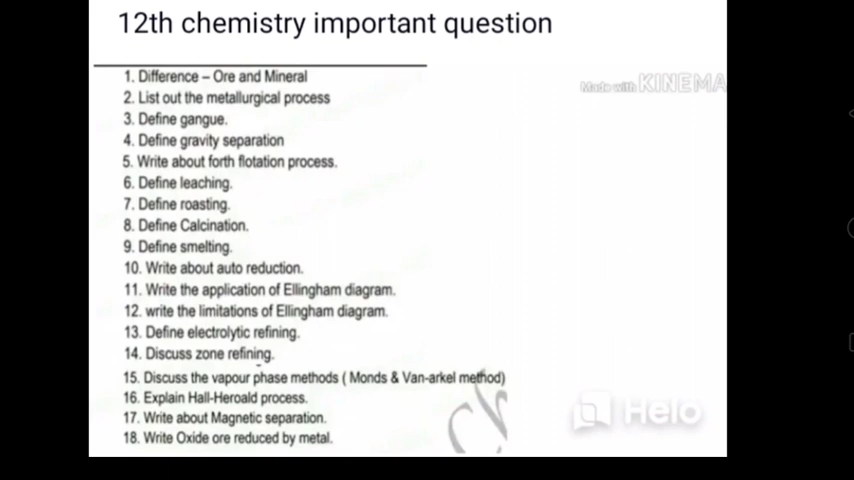 12th chemistry important question
Made with KINEMA
1. Difference – Ore and Mineral
2. List out the metallurgical process
3. Define gangue.
4. Define gravity separation
5. Write about forth flotation process.
6. Define leaching.
7. Define roasting.
8. Define Calcination.
9. Define smelting.
10. Write about auto reduction.
11. Write the application of Ellingham diagram.
12. write the limitations of Ellingham diagram.
13. Define electrolytic refining.
14. Discuss zone refining.
15. Discuss the vapour phase methods ( Monds & Van-arkel method)
16. Explain Hall-Heroald process.
17. Write about Magnetic separation.
18. Write Oxide ore reduced by metal.
Helo